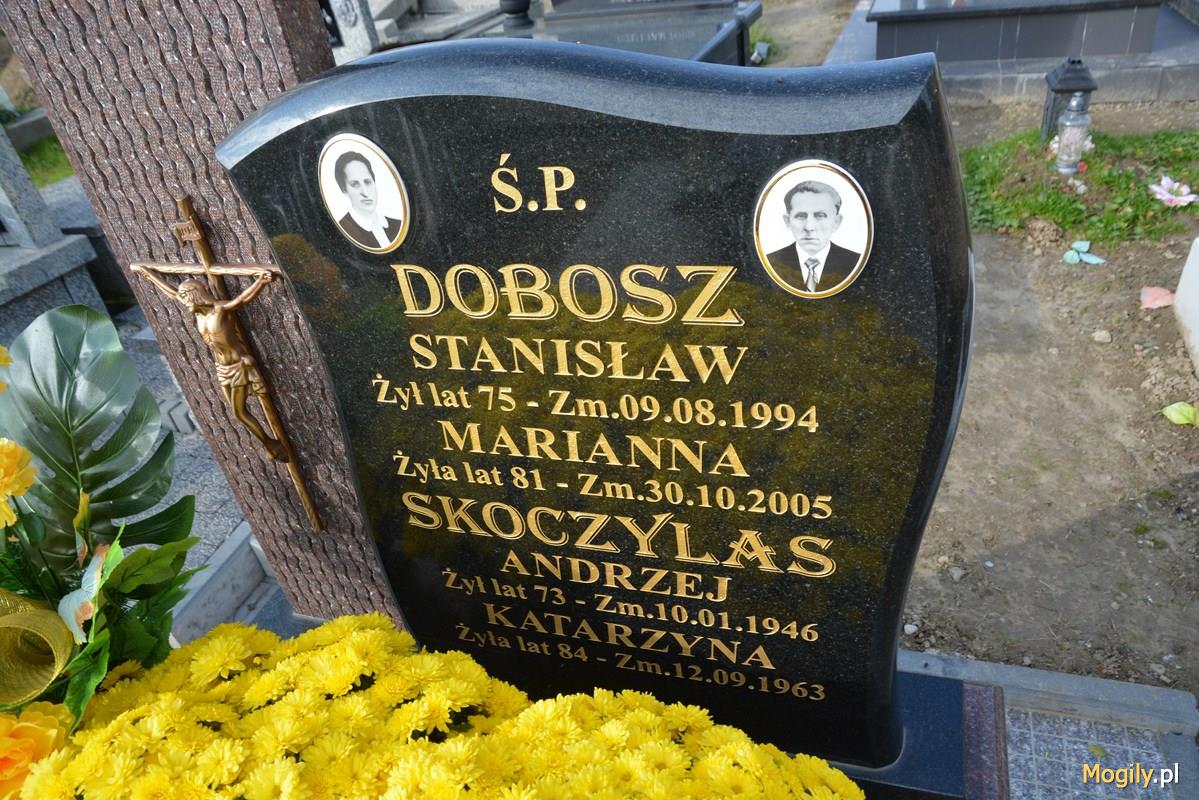 Ś.P.
DOBOSZ
STANISŁAW
Żył lat 75 - Zm.09.08.1994
MARIANNA
Żyła lat 81 - Zm.30.10.2005
SKOCZYLAS
ANDRZEJ
Żył lat 73 - Zm.10.01.1946
KATARZYNA
Żyła lat 84 - Zm.12.09.1963
Mogily.pl